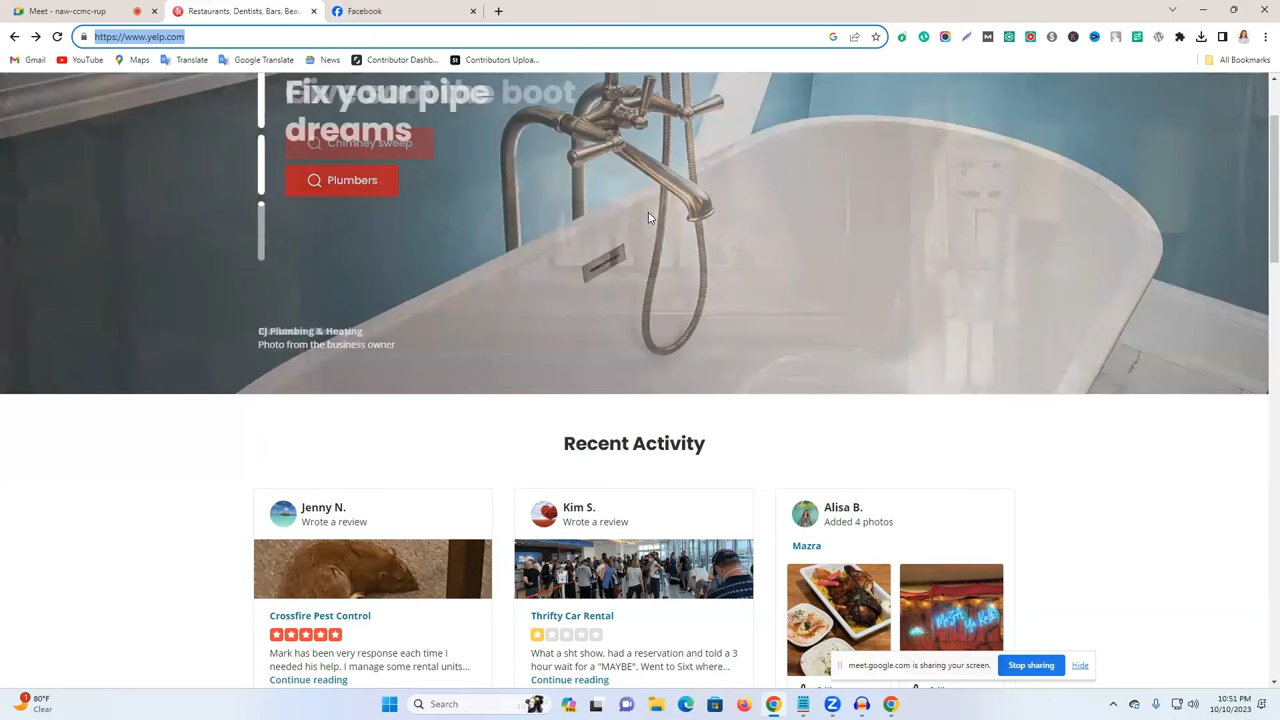 Meet - naw-ccmc-rup
Restaurants, Dentists, Bars, Beau
Facebook
https://www.yelp.com
Gmail
YouTube
Maps
Translate
Google Translate
News
Contributor Dashb...
Contributors Uploa...
All Bookmarks
Fix your pipe
dreams
boot
Chimney sweep
Plumbers
CJ Plumbing & Heating
Photo from the business owner
Recent Activity
Jenny N.
Wrote a review
Crossfire Pest Control
Mark has been very response each time I
needed his help. I manage some rental units...
Continue reading
Kim S.
Wrote a review
Thrifty Car Rental
What a sht show, had a reservation and told a 3
hour wait for a "MAYBE". Went to Sixt where...
Continue reading
Alisa B.
Added 4 photos
Mazra
meet.google.com is sharing your screen.
Stop sharing
Hide
1
80°F
Clear
Search
10:51 PM
10/10/2023